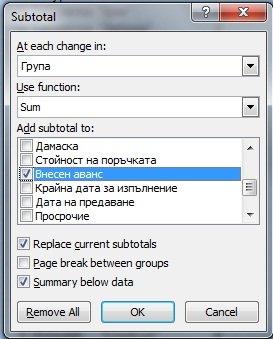 Subtotal
At each change in:
Група
Use function:
Sum
Add subtotal to:
Дамаска
Стойност на поръчката
Внесен аванс
Крайна дата за изпълнение
Дата на предаване
Просрочие
Replace current subtotals
Page break between groups
Summary below data
Remove All
OK
Cancel